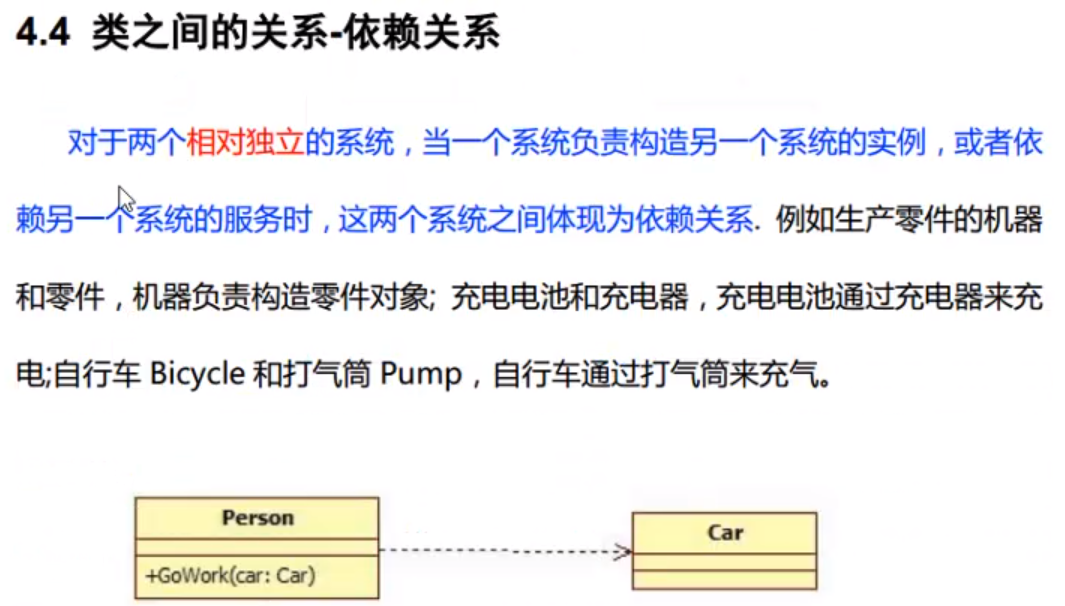 4.4 类之间的关系-依赖关系
对于两个相对独立的系统，当一个系统负责构造另一个系统的实例，或者依
赖另一个系统的服务时，这两个系统之间体现为依赖关系. 例如生产零件的机器
和零件，机器负责构造零件对象; 充电电池和充电器，充电电池通过充电器来充
电;自行车 Bicycle 和打气筒 Pump，自行车通过打气筒来充气。
Person
+GoWork(car: Car)
Car